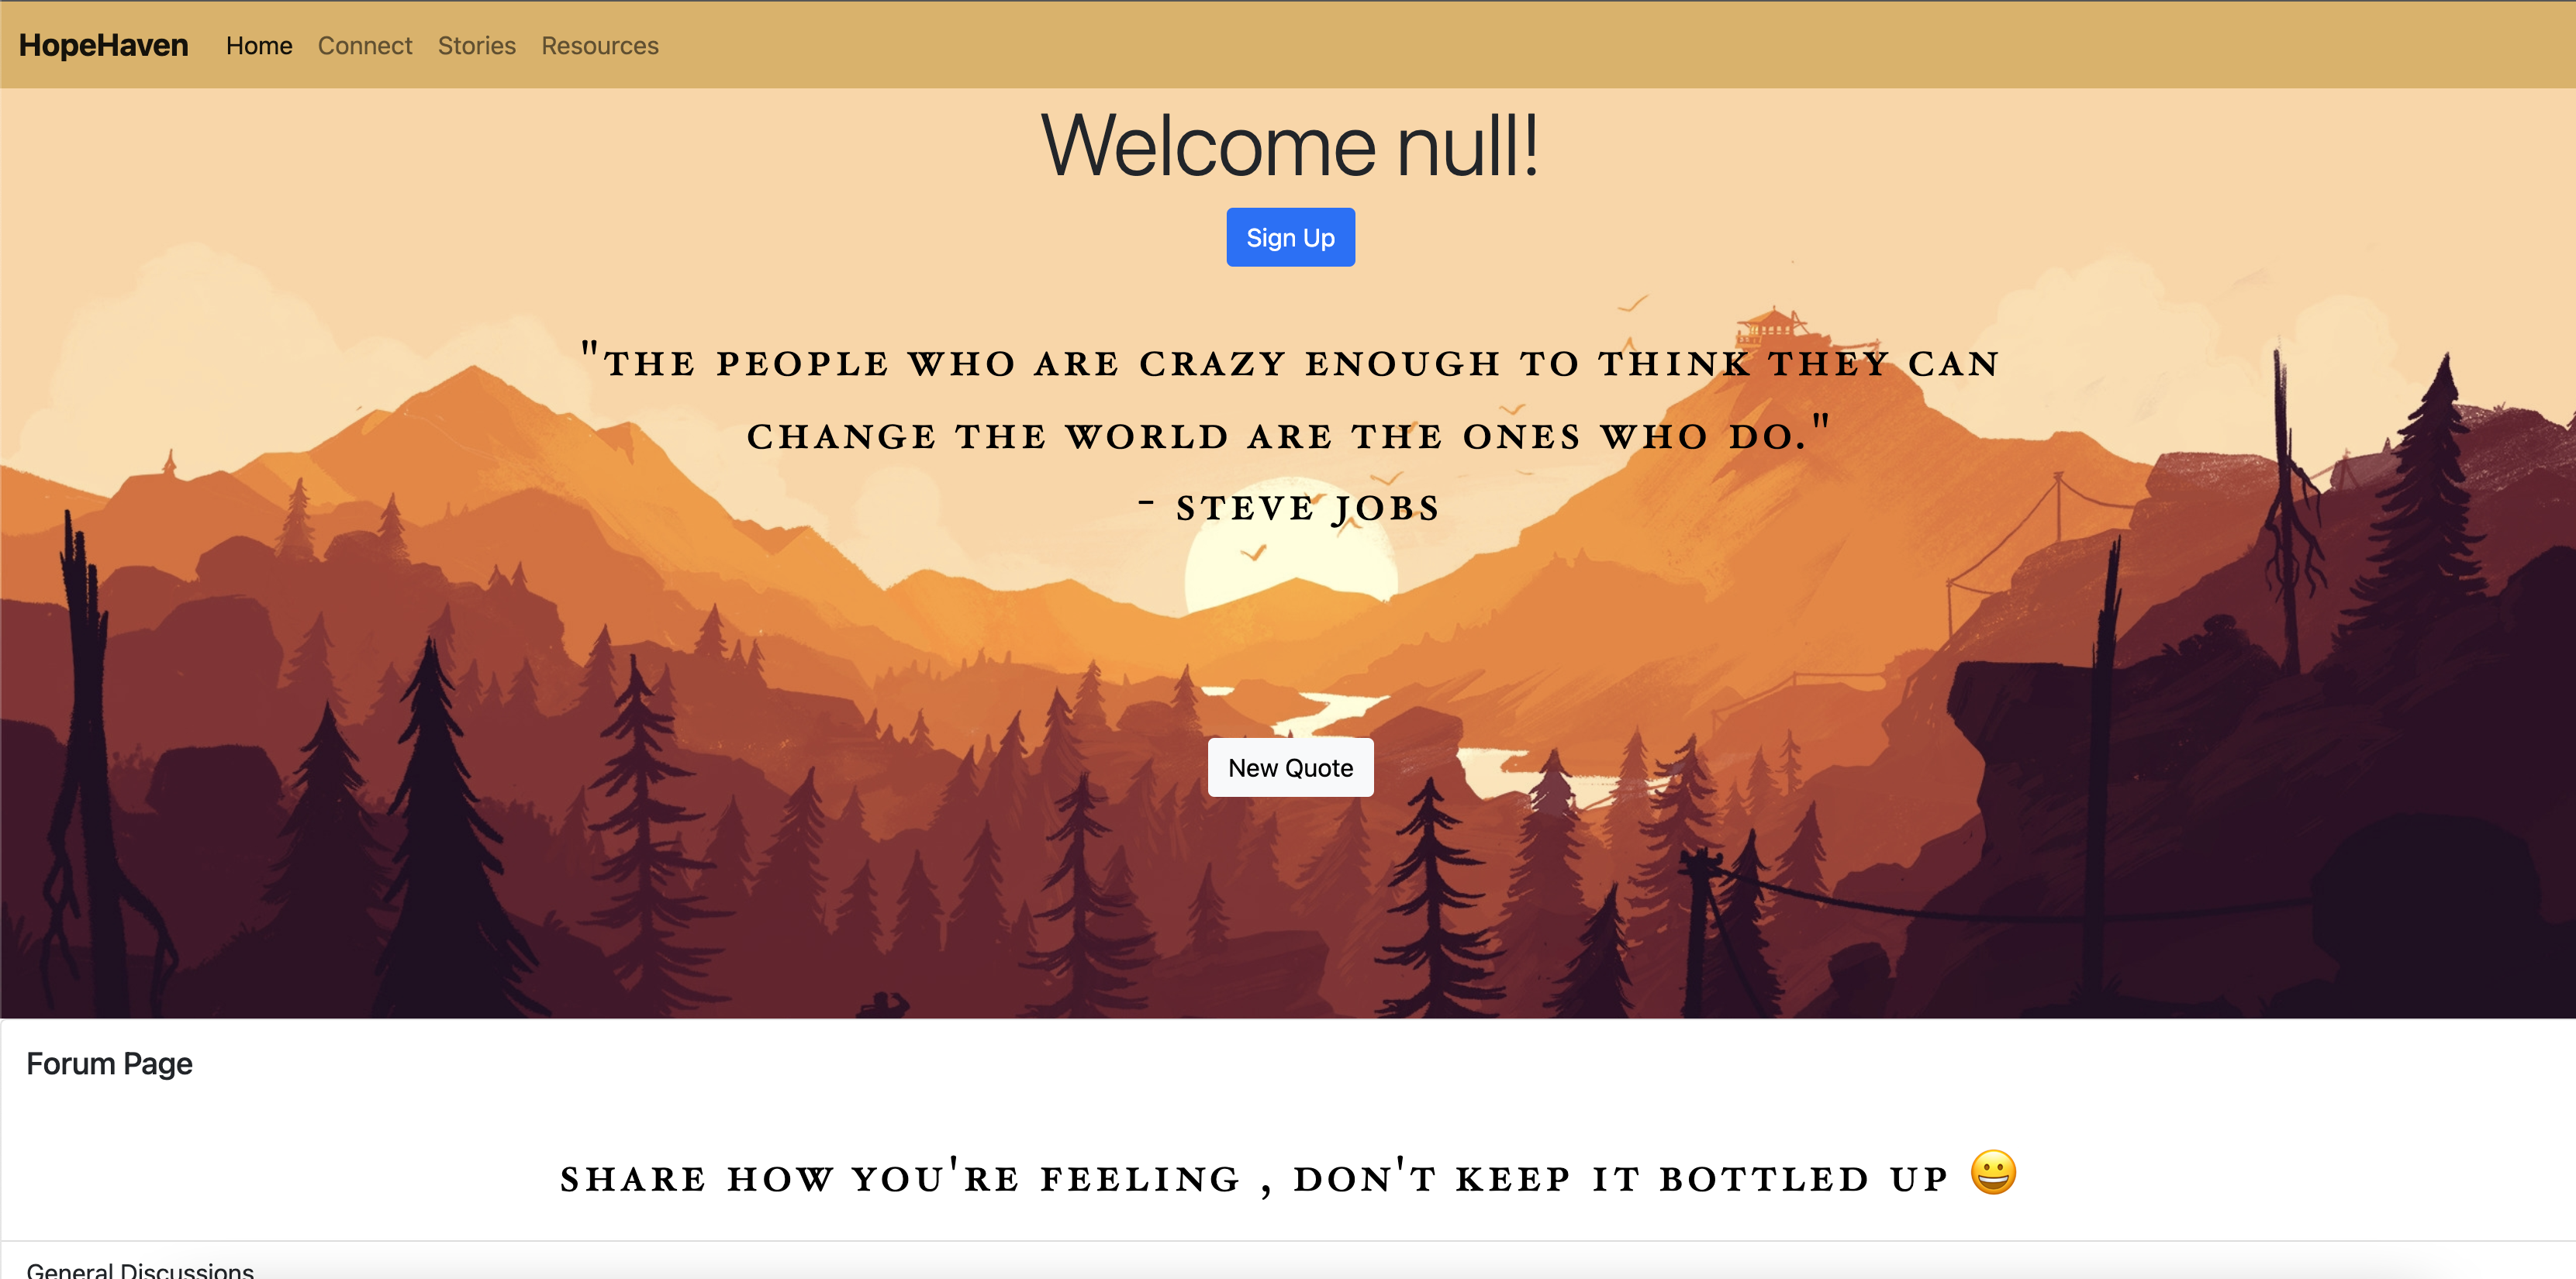 HopeHaven Home Connect Stories Resources
Welcome null!
Sign Up
"THE PEOPLE WHO ARE CRAZY ENOUGH TO THINK THEY CAN
CHANGE THE WORLD ARE THE ONES WHO DO."
- STEVE JOBS
New Quote
Forum Page
SHARE HOW YOU'RE FEELING , DON'T KEEP IT BOTTLED UP 😀
General Discussions